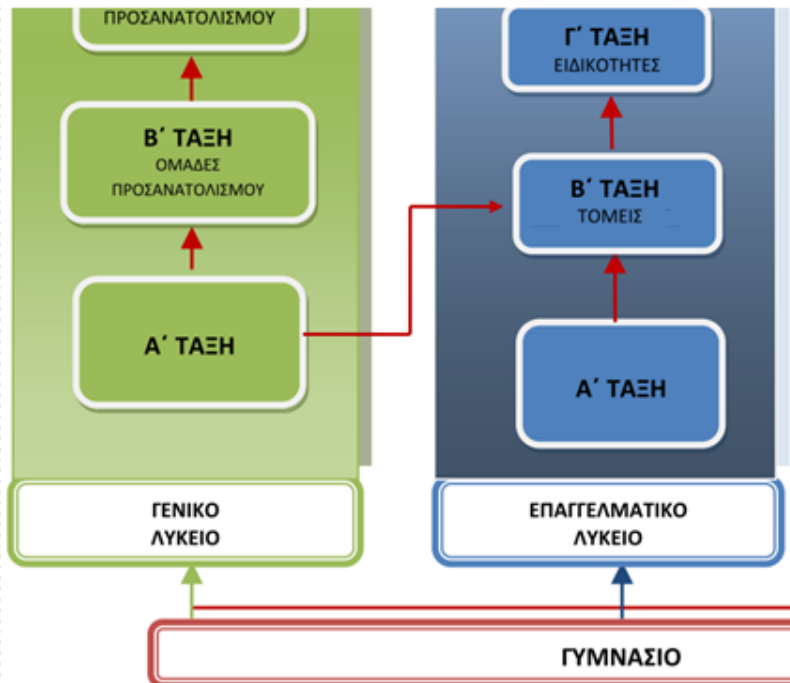 ΠΡΟΣΑΝΑΤΟΛΙΣΜΟΥ
Β΄ ΤΑΞΗ
ΟΜΑΔΕΣ
ΠΡΟΣΑΝΑΤΟΛΙΣΜΟΥ
Α΄ ΤΑΞΗ
ΓΕΝΙΚΟ
ΛΥΚΕΙΟ
Γ΄ ΤΑΞΗ
ΕΙΔΙΚΟΤΗΤΕΣ
Β΄ ΤΑΞΗ
ΤΟΜΕΙΣ
Α΄ ΤΑΞΗ
ΕΠΑΓΓΕΛΜΑΤΙΚΟ
ΛΥΚΕΙΟ
ΓΥΜΝΑΣΙΟ